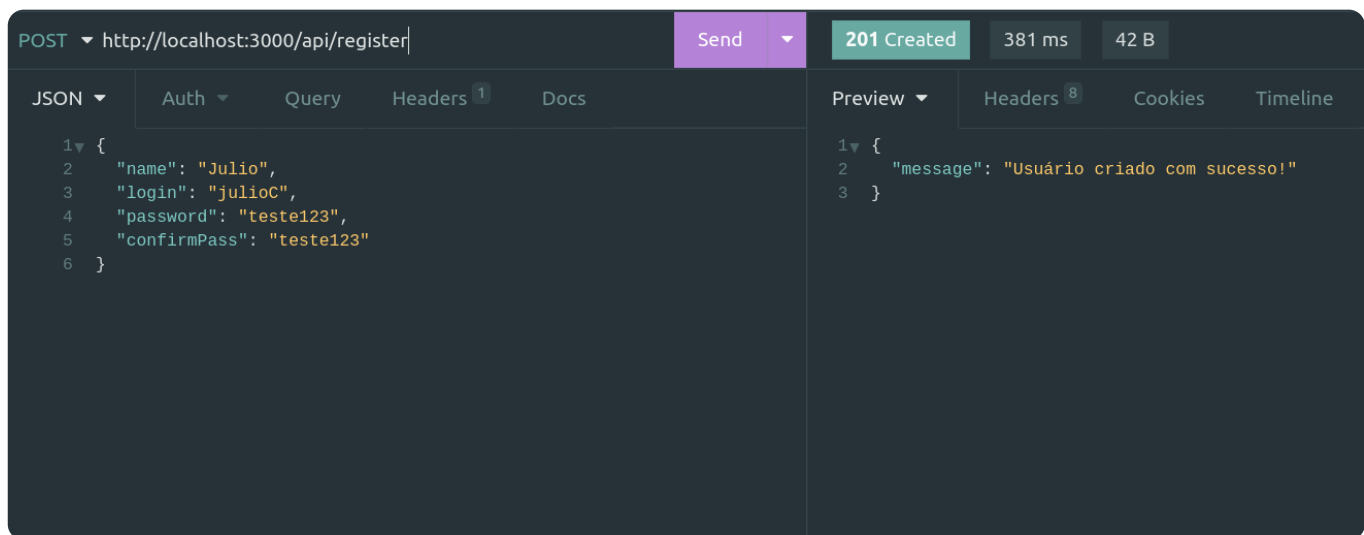 POST http://localhost:3000/api/register Send 201 Created 381 ms 42 B
JSON Auth Query Headers 1 Docs Preview Headers 8 Cookies Timeline
1 {
2 "name": "Julio",
3 "login": "julioC",
4 "password": "teste123",
5 "confirmPass": "teste123"
6 }
1 {
2 "message": "Usuário criado com sucesso!"
3 }